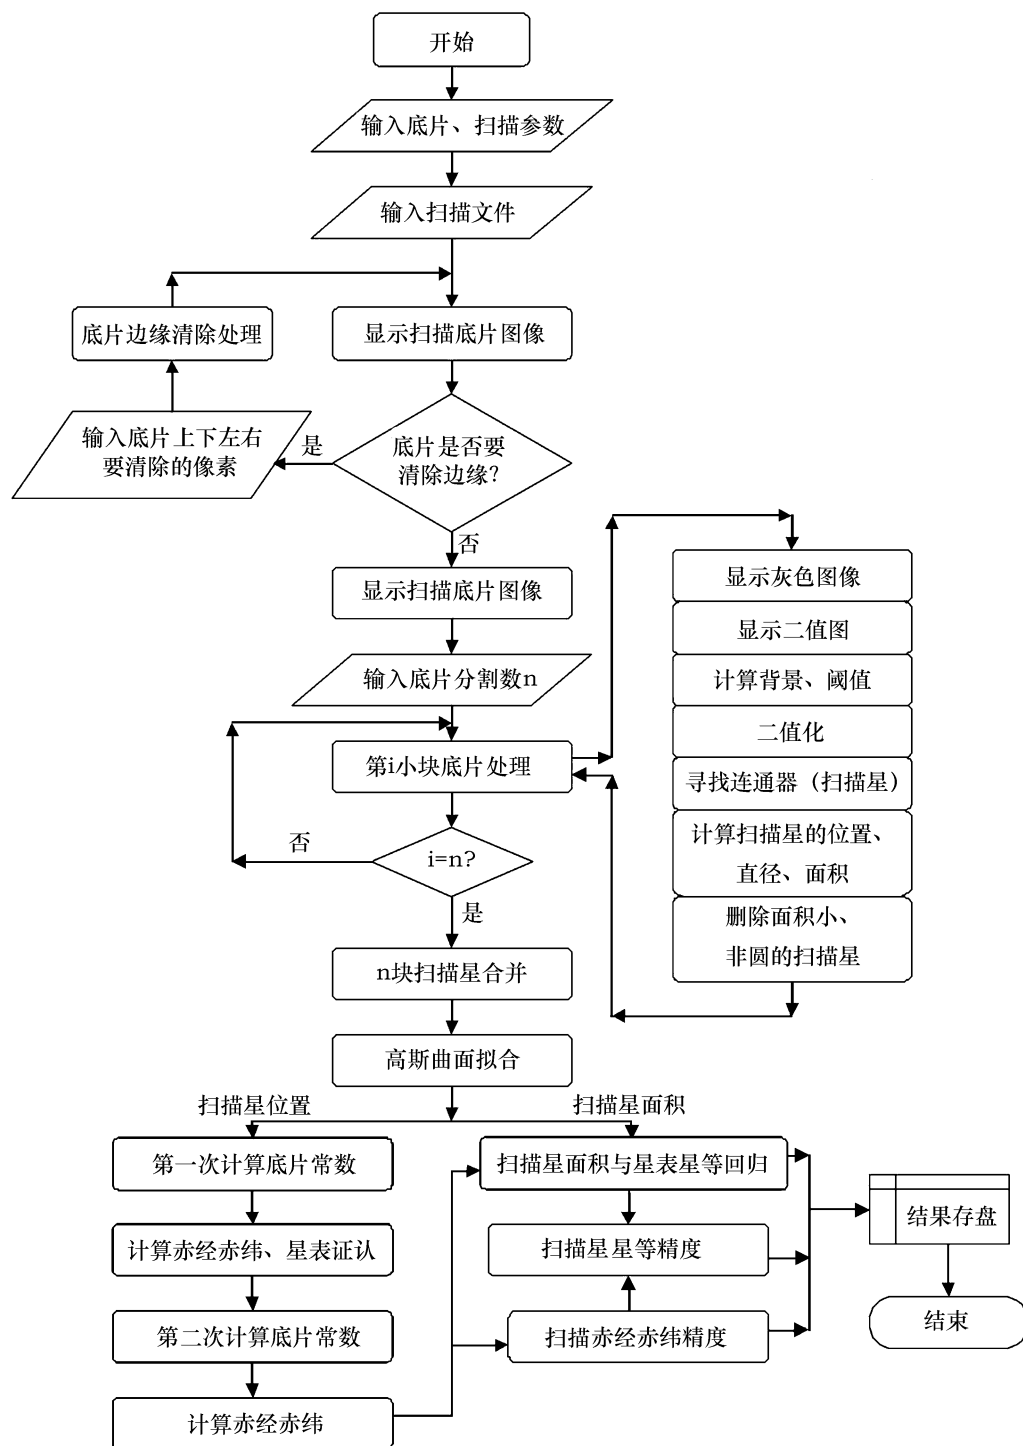 开始
输入底片、扫描参数
输入扫描文件
底片边缘清除处理
显示扫描底片图像
输入底片上下左右
要清除的像素
是
底片是否要
清除边缘?
否
显示扫描底片图像
输入底片分割数n
第i小块底片处理
否
i=n?
是
n块扫描星合并
高斯曲面拟合
显示灰色图像
显示二值图
计算背景、阈值
二值化
寻找连通器（扫描星）
计算扫描星的位置、
直径、面积
删除面积小、
非圆的扫描星
扫描星位置
扫描星面积
第一次计算底片常数
计算赤经赤纬、星表证认
第二次计算底片常数
计算赤经赤纬
扫描星面积与星表星等回归
扫描星星等精度
扫描赤经赤纬精度
结果存盘
结束